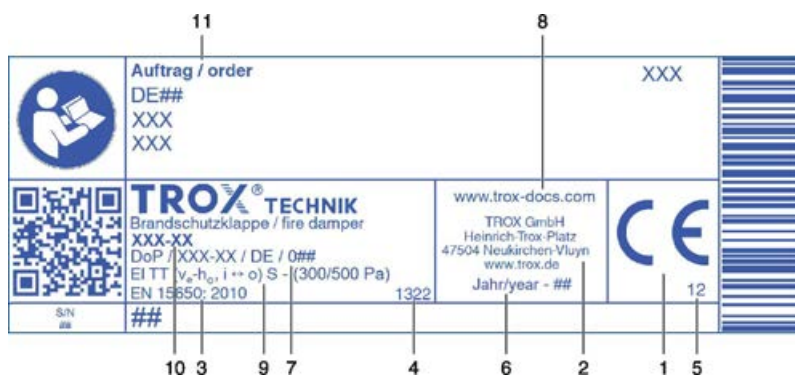 11 8
Auftrag / order XXX
DE##
XXX
XXX
TROX® TECHNIK
Brandschutzklappe / fire damper
XXX-XX
DoP / XXX-XX / DE / 0##
EI TT (vₑ-hₒ, i ↔ o) S - (300/500 Pa)
EN 15650: 2010 1322
www.trox-docs.com
TROX GmbH
Heinrich-Trox-Platz
47504 Neukirchen-Vluyn
www.trox.de
Jahr/year - ##
CE
12
S/N
##
##
10 3 9 7 4 6 2 1 5